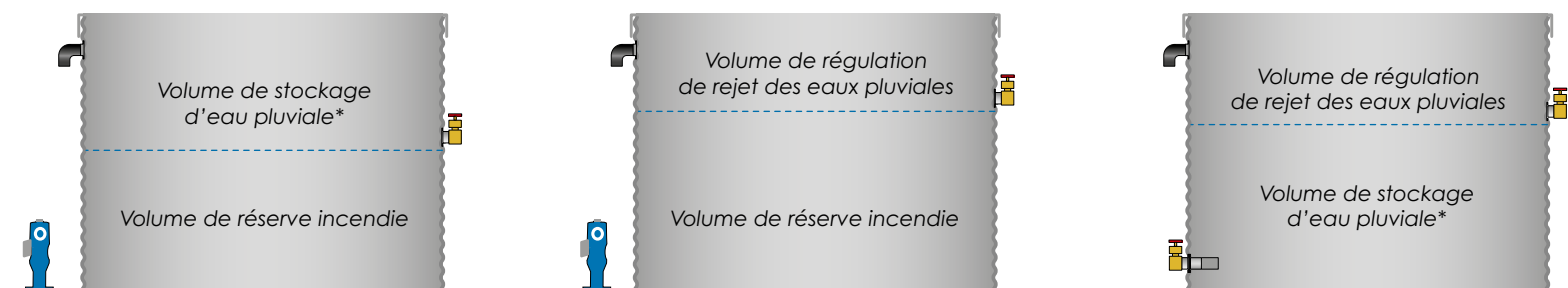 Volume de stockage
d'eau pluviale*
Volume de réserve incendie
Volume de régulation
de rejet des eaux pluviales
Volume de réserve incendie
Volume de régulation
de rejet des eaux pluviales
Volume de stockage
d'eau pluviale*